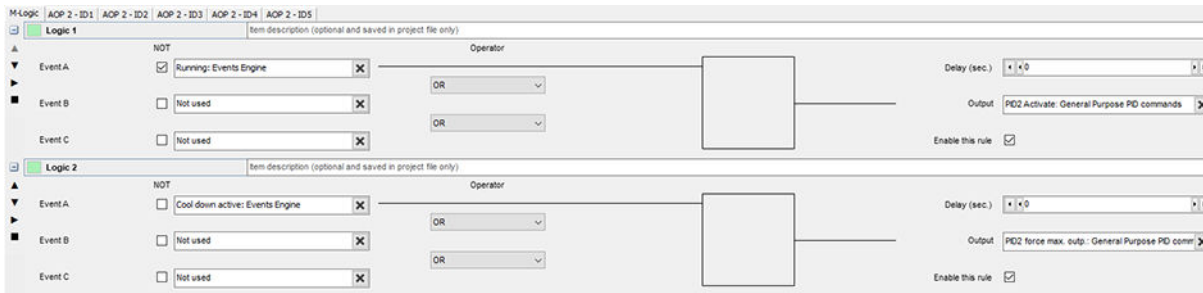 M-Logic AOP 2 - ID1 AOP 2 - ID2 AOP 2 - ID3 AOP 2 - ID4 AOP 2 - ID5
Logic 1 Item description (optional and saved in project file only)
NOT Operator
Event A Running: Events Engine Delay (sec.) 0
OR
Event B Not used Output PID2 Activate: General Purpose PID commands
OR
Event C Not used Enable this rule
Logic 2 Item description (optional and saved in project file only)
NOT Operator
Event A Cool down active: Events Engine Delay (sec.) 0
OR
Event B Not used Output PID2 force max. outp.: General Purpose PID comm
OR
Event C Not used Enable this rule